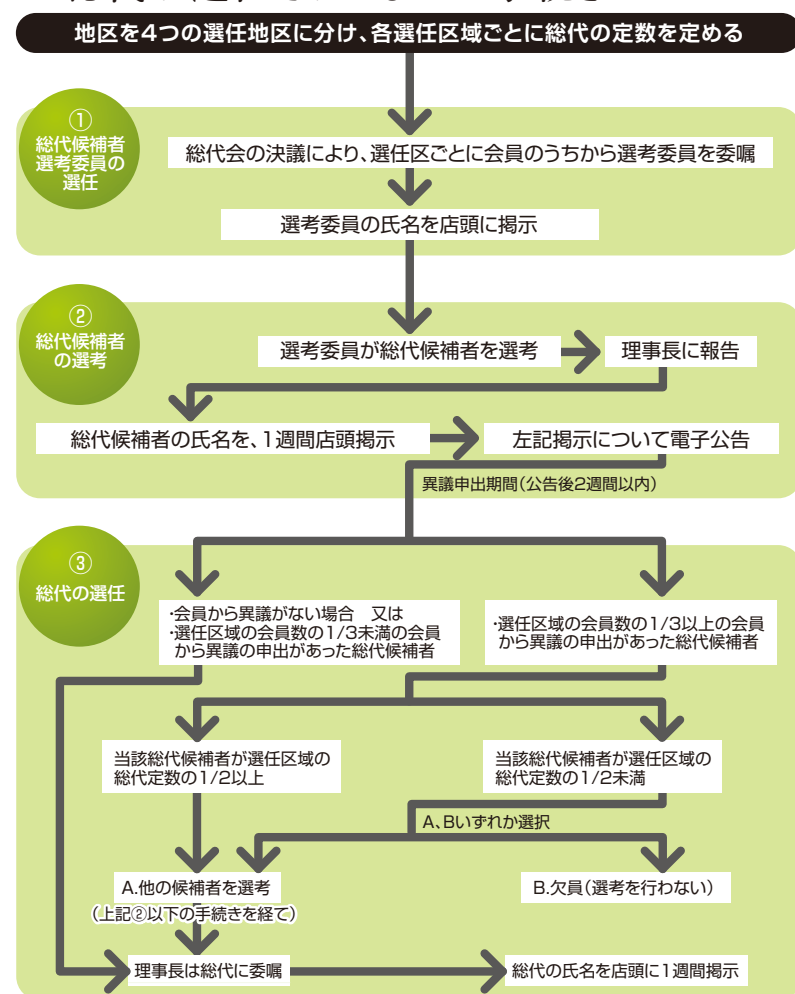 地区を4つの選任地区に分け、各選任区域ごとに総代の定数を定める
①
総代候補者
選考委員の
選任
総代会の決議により、選任区ごとに会員のうちから選考委員を委嘱
選考委員の氏名を店頭に掲示
②
総代候補者
の選考
選考委員が総代候補者を選考
理事長に報告
総代候補者の氏名を、1週間店頭掲示
左記掲示について電子公告
異議申出期間(公告後2週間以内)
③
総代の選任
・会員から異議がない場合 又は
・選任区域の会員数の1/3未満の会員
から異議の申出があった総代候補者
・選任区域の会員数の1/3以上の会員
から異議の申出があった総代候補者
当該総代候補者が選任区域の
総代定数の1/2以上
当該総代候補者が選任区域の
総代定数の1/2未満
A、Bいずれか選択
A.他の候補者を選考
(上記②以下の手続きを経て)
B.欠員(選考を行わない)
理事長は総代に委嘱
総代の氏名を店頭に1週間掲示